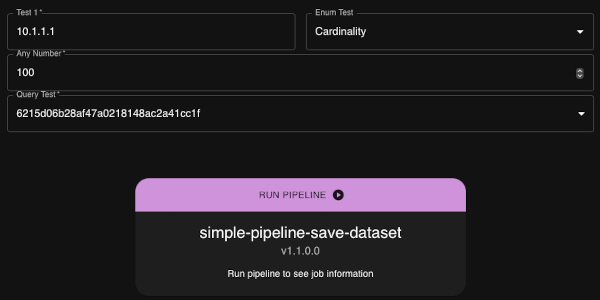 Test 1*
10.1.1.1
Enum Test
Cardinality
Any Number*
100
Query Test*
6215d06b28af47a0218148ac2a41cc1f
RUN PIPELINE
simple-pipeline-save-dataset
v1.1.0.0
Run pipeline to see job information